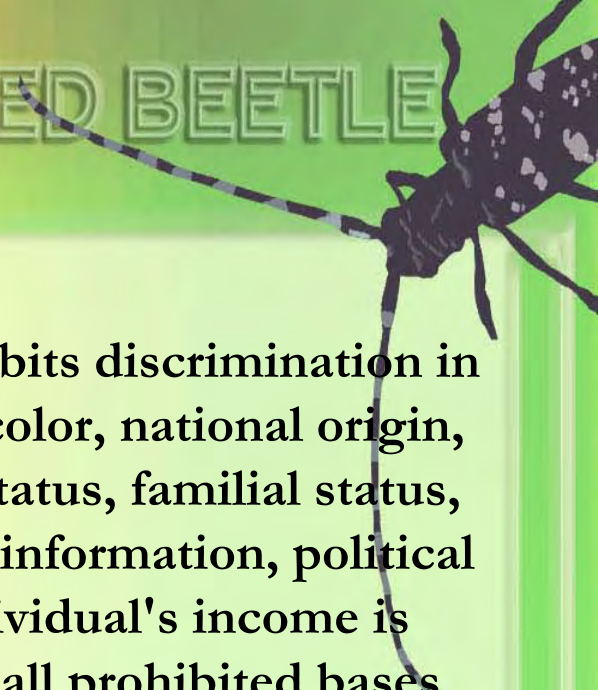 ED BEETLE
bits discrimination in
color, national origin,
tatus, familial status,
information, political
ividual's income is
all prohibited bases